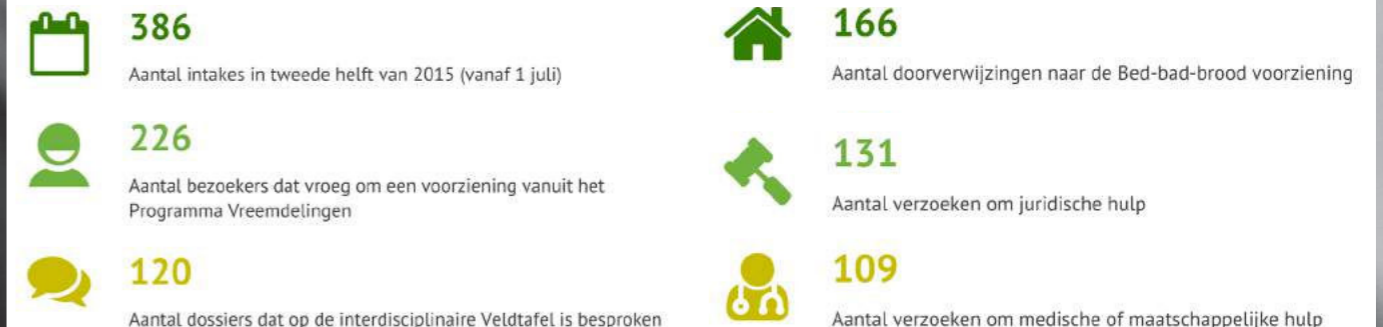 386
Aantal intakes in tweede helft van 2015 (vanaf 1 juli)
226
Aantal bezoekers dat vroeg om een voorziening vanuit het
Programma Vreemdelingen
120
Aantal dossiers dat op de interdisciplinaire Veldtafel is besproken
166
Aantal doorverwijzingen naar de Bed-bad-brood voorziening
131
Aantal verzoeken om juridische hulp
109
Aantal verzoeken om medische of maatschappelijke hulp